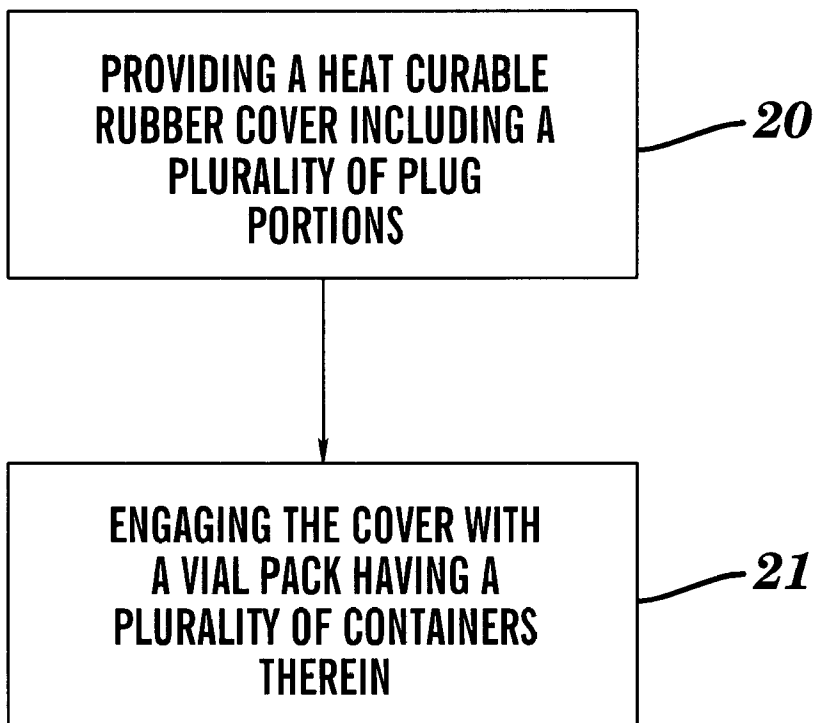 PROVIDING A HEAT CURABLE
RUBBER COVER INCLUDING A
PLURALITY OF PLUG
PORTIONS
20
ENGAGING THE COVER WITH
A VIAL PACK HAVING A
PLURALITY OF CONTAINERS
THEREIN
21